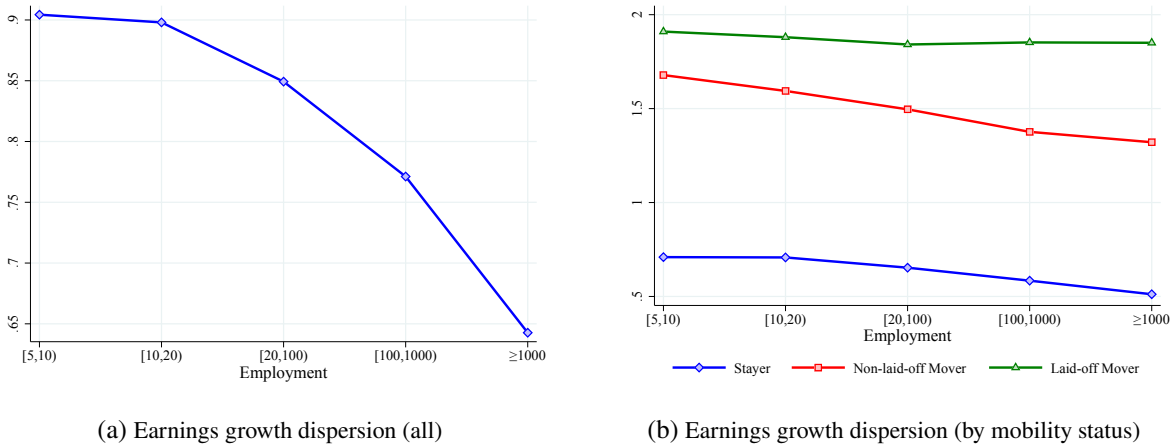 .9
.85
.8
.75
.7
.65
[5,10) [10,20) [20,100) [100,1000) ≥1000
Employment
(a) Earnings growth dispersion (all)
2
1.5
1
.5
[5,10) [10,20) [20,100) [100,1000) ≥1000
Employment
Stayer Non-laid-off Mover Laid-off Mover
(b) Earnings growth dispersion (by mobility status)